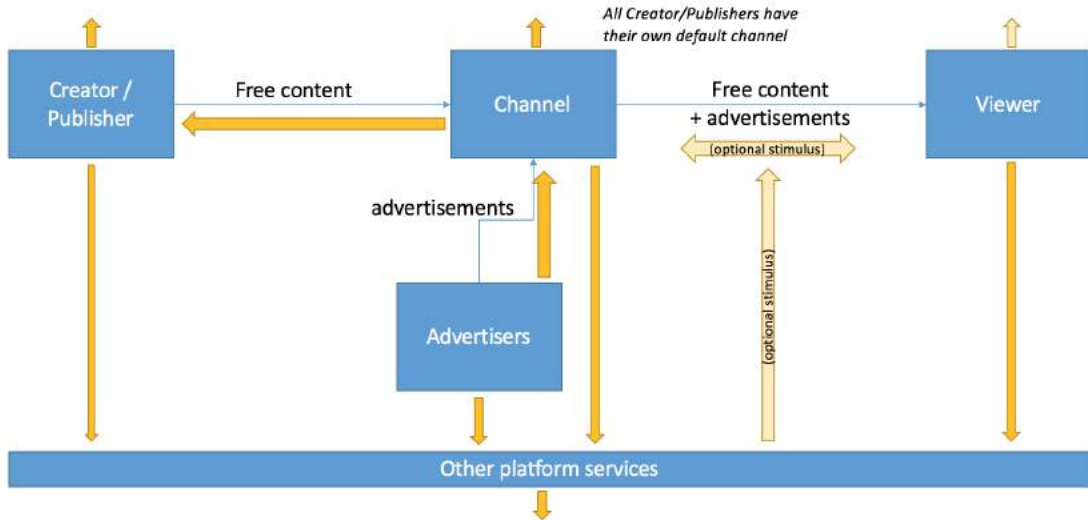 All Creator/Publishers have
their own default channel
Creator /
Publisher
Free content
Channel
Free content
+ advertisements
(optional stimulus)
Viewer
advertisements
(optional stimulus)
Advertisers
Other platform services